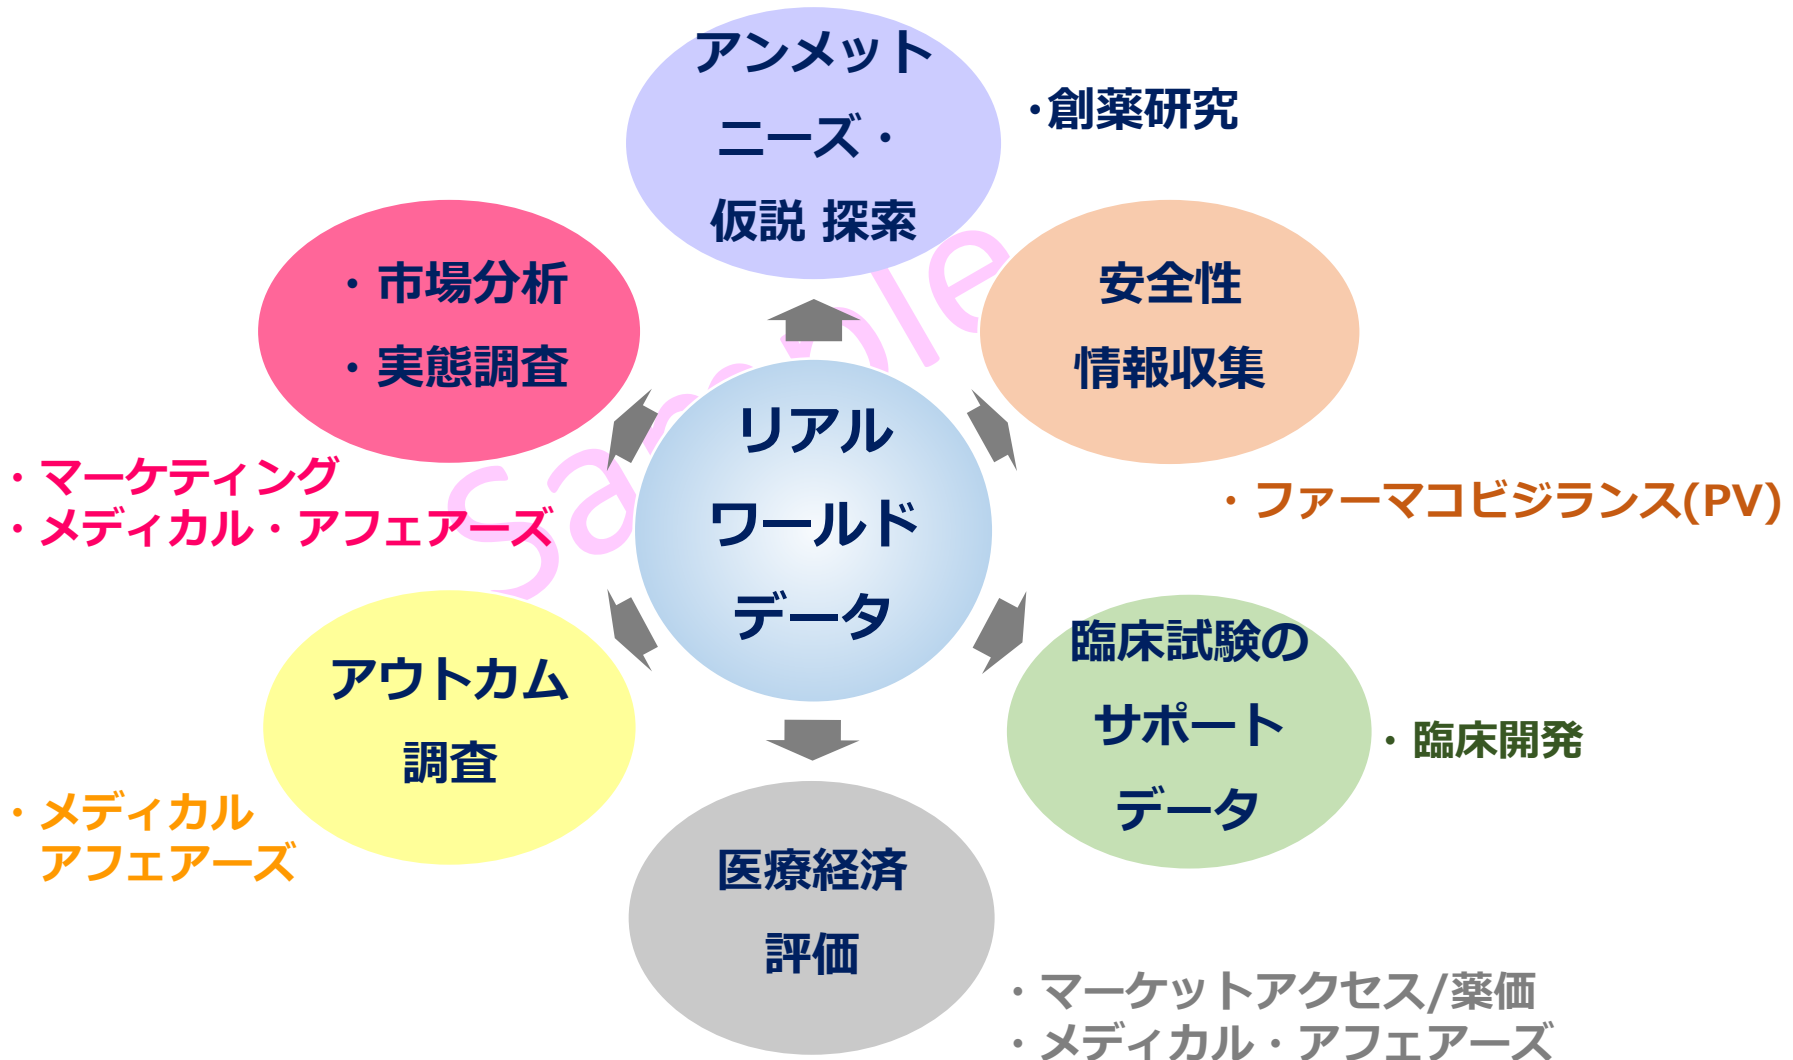 アンメット
ニーズ・
仮説 探索
・創薬研究
・市場分析
・実態調査
安全性
情報収集
リアル
ワールド
データ
・マーケティング
・メディカル・アフェアーズ
・ファーマコビジランス(PV)
アウトカム
調査
臨床試験の
サポート
データ
・臨床開発
・メディカル
アフェアーズ
医療経済
評価
・マーケットアクセス/薬価
・メディカル・アフェアーズ
Sample